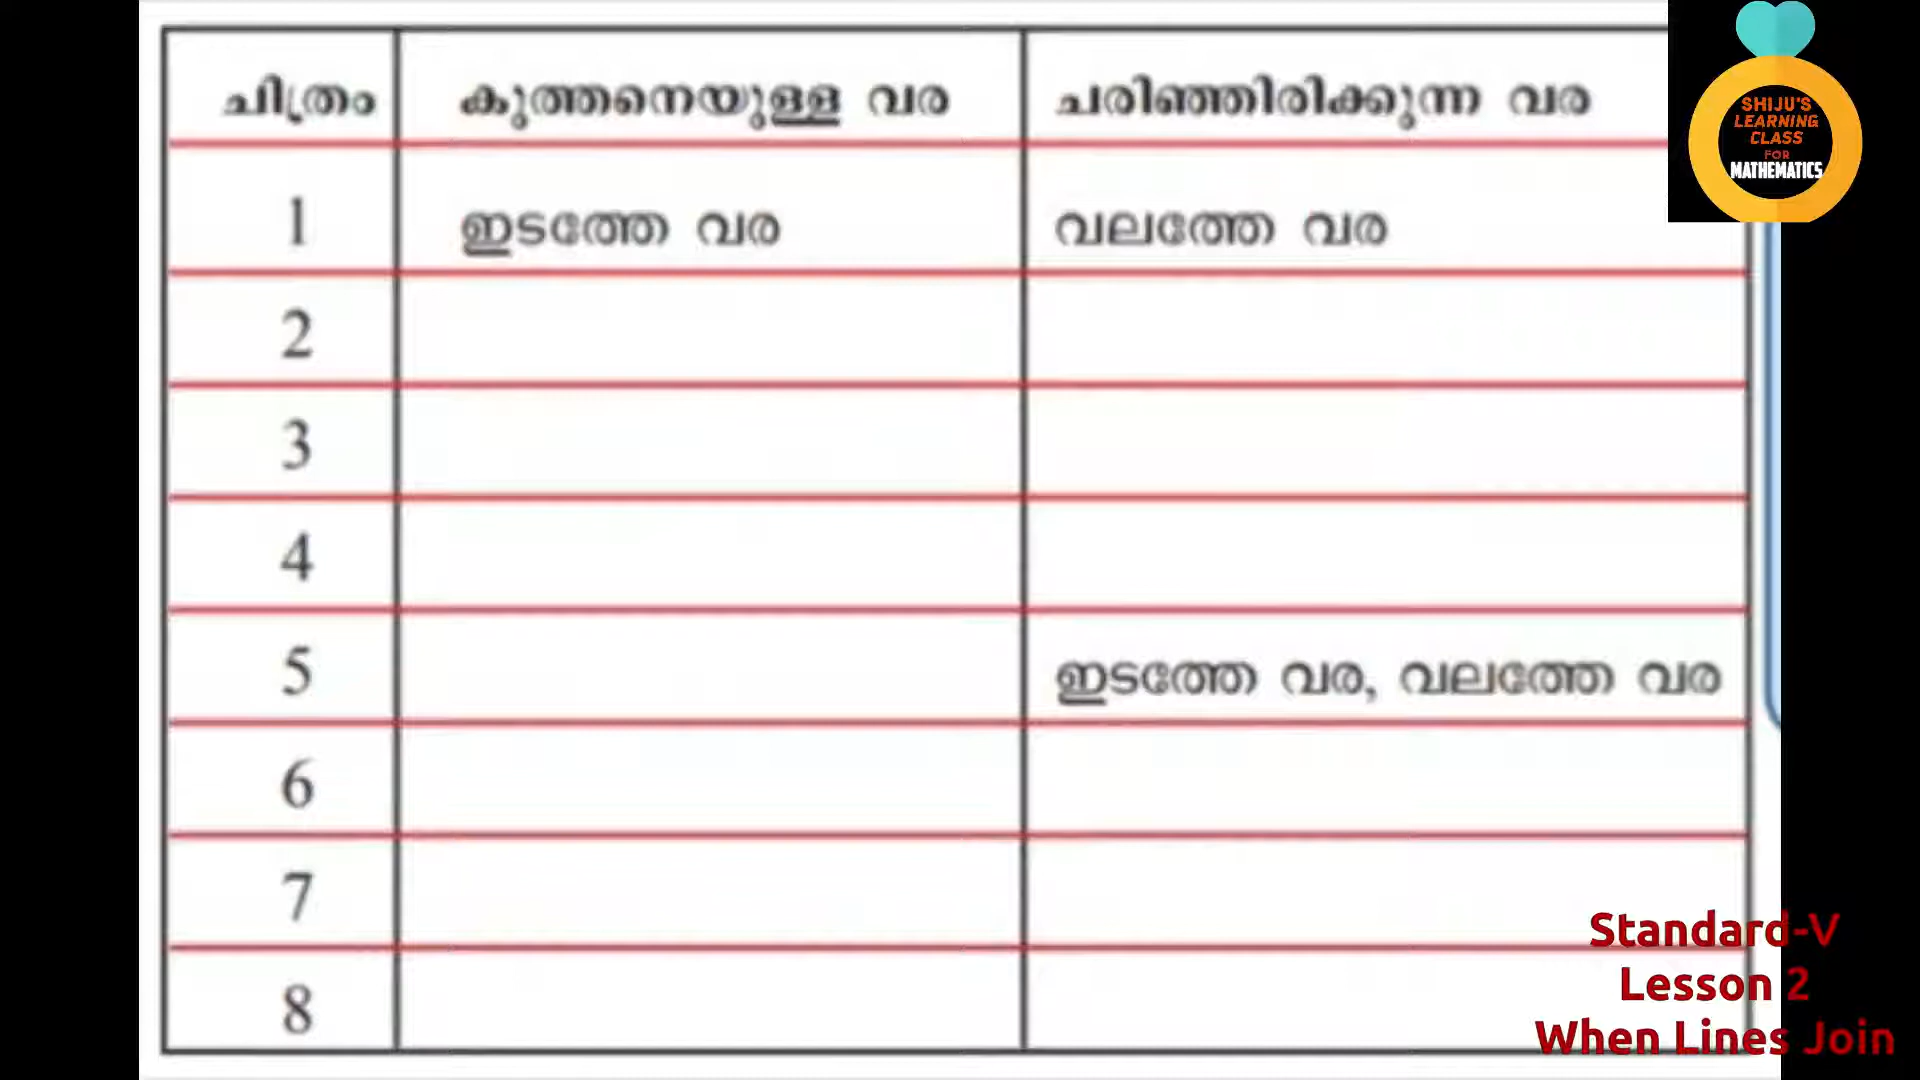 ചിത്രം കുത്തനെയുള്ള വര ചരിഞ്ഞിരിക്കുന്ന വര
1 ഇടത്തേ വര വലത്തേ വര
2
3
4
5 ഇടത്തേ വര, വലത്തേ വര
6
7
8
SHIJU'S
LEARNING
CLASS
FOR
MATHEMATICS
Standard-V
Lesson 2
When Lines Join